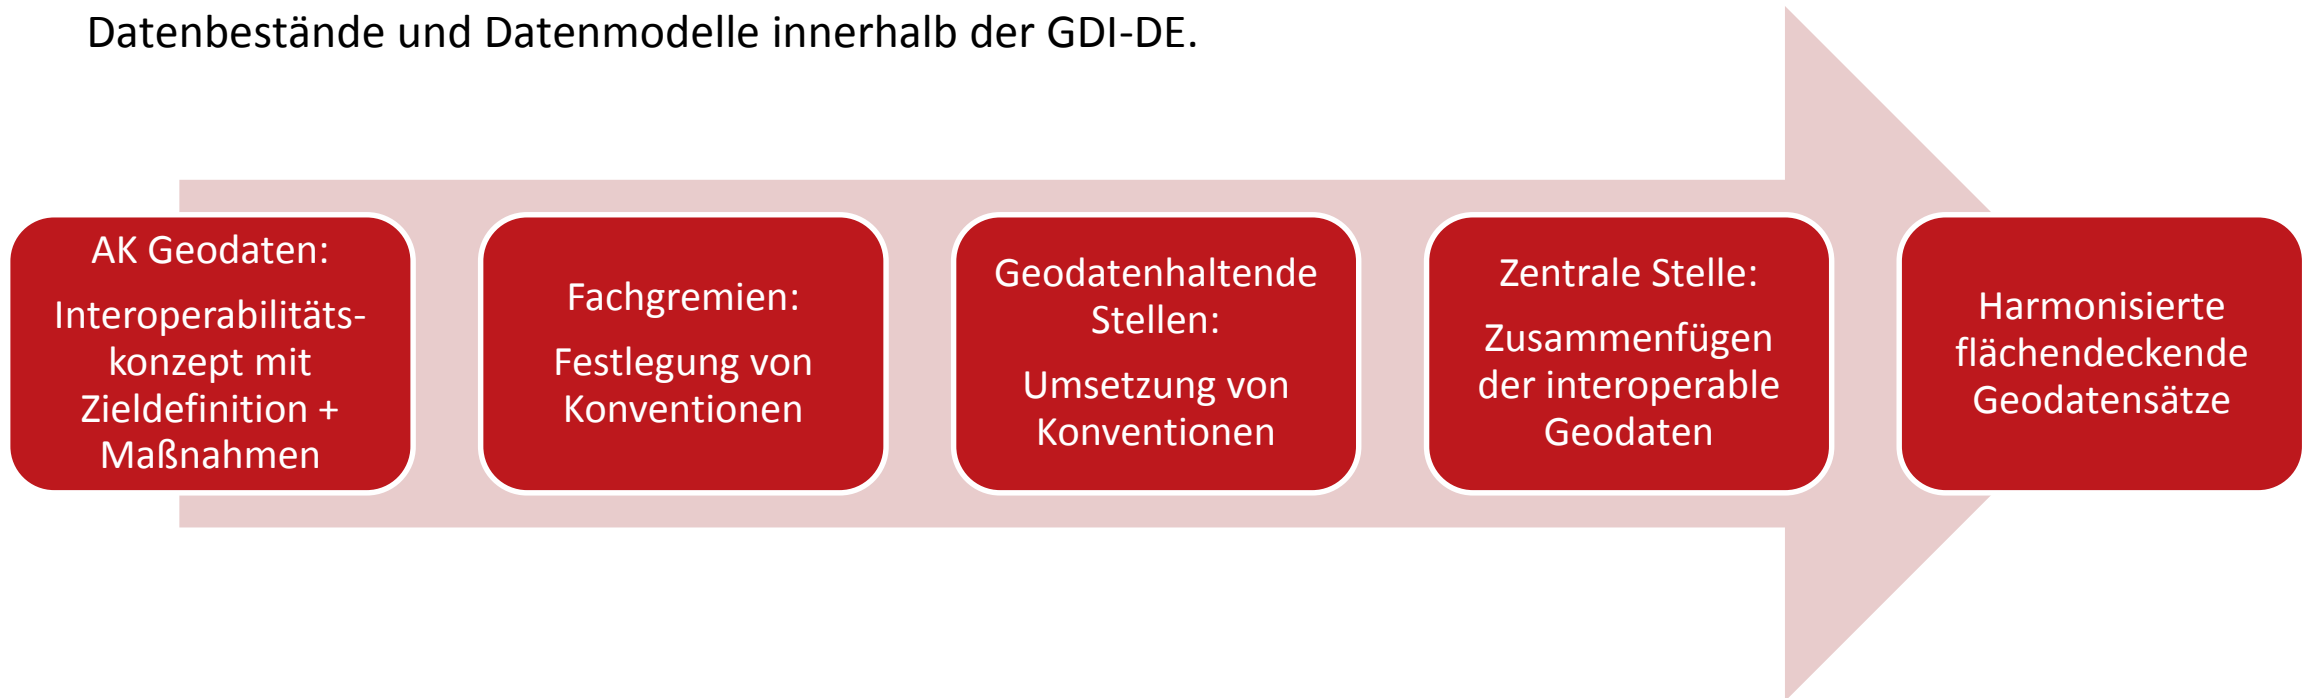 Datenbestände und Datenmodelle innerhalb der GDI-DE.
AK Geodaten:
Interoperabilitäts-
konzept mit
Zieldefinition +
Maßnahmen
Fachgremien:
Festlegung von
Konventionen
Geodatenhaltende
Stellen:
Umsetzung von
Konventionen
Zentrale Stelle:
Zusammenfügen
der interoperable
Geodaten
Harmonisierte
flächendeckende
Geodatensätze